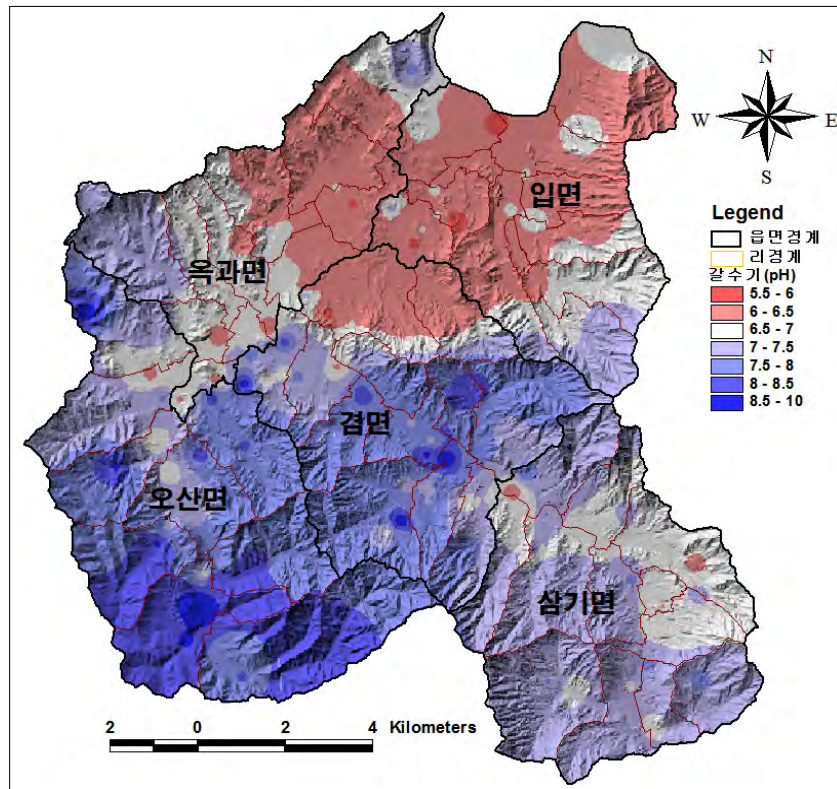 N
W E
S
입면
Legend
읍면경계
리경계
갈수기 (pH)
5.5 - 6
6 - 6.5
6.5 - 7
7 - 7.5
7.5 - 8
8 - 8.5
8.5 - 10
옥과면
겸면
오산면
삼기면
2 0 2 4 Kilometers